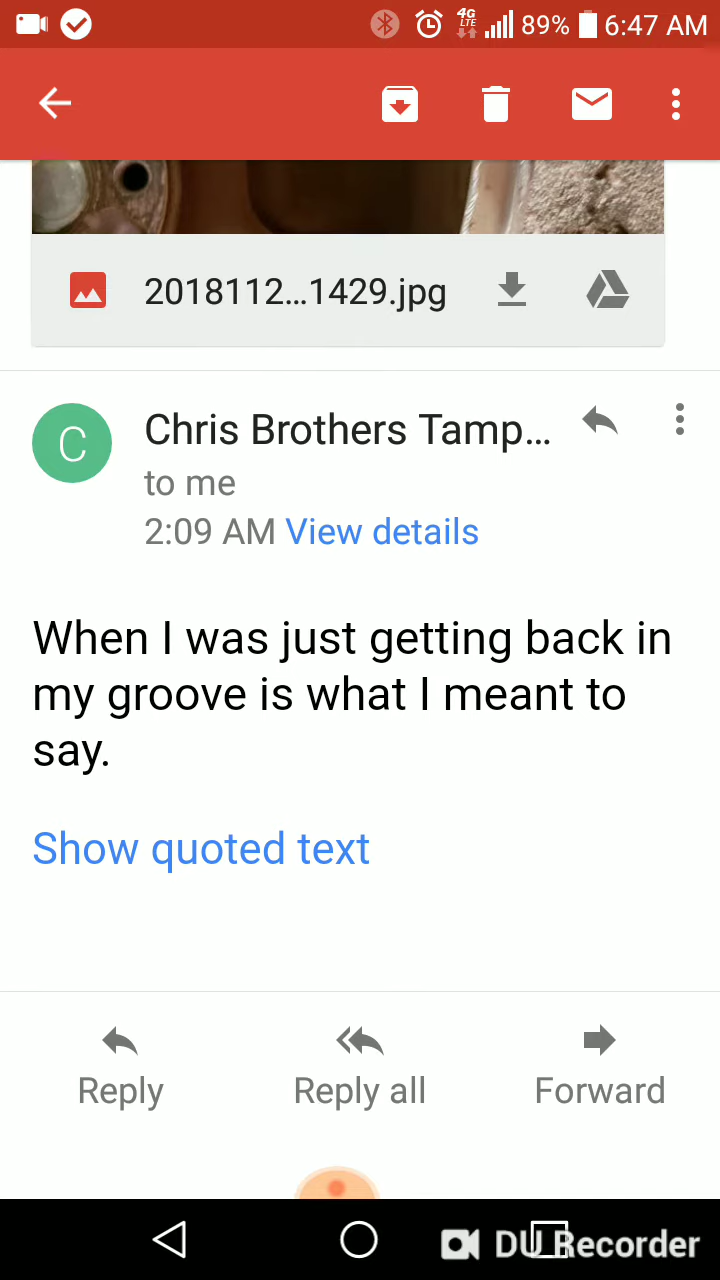 4G LTE 89% 6:47 AM
2018112...1429.jpg
C
Chris Brothers Tamp...
to me
2:09 AM View details
When I was just getting back in
my groove is what I meant to
say.
Show quoted text
Reply Reply all Forward
DU Recorder